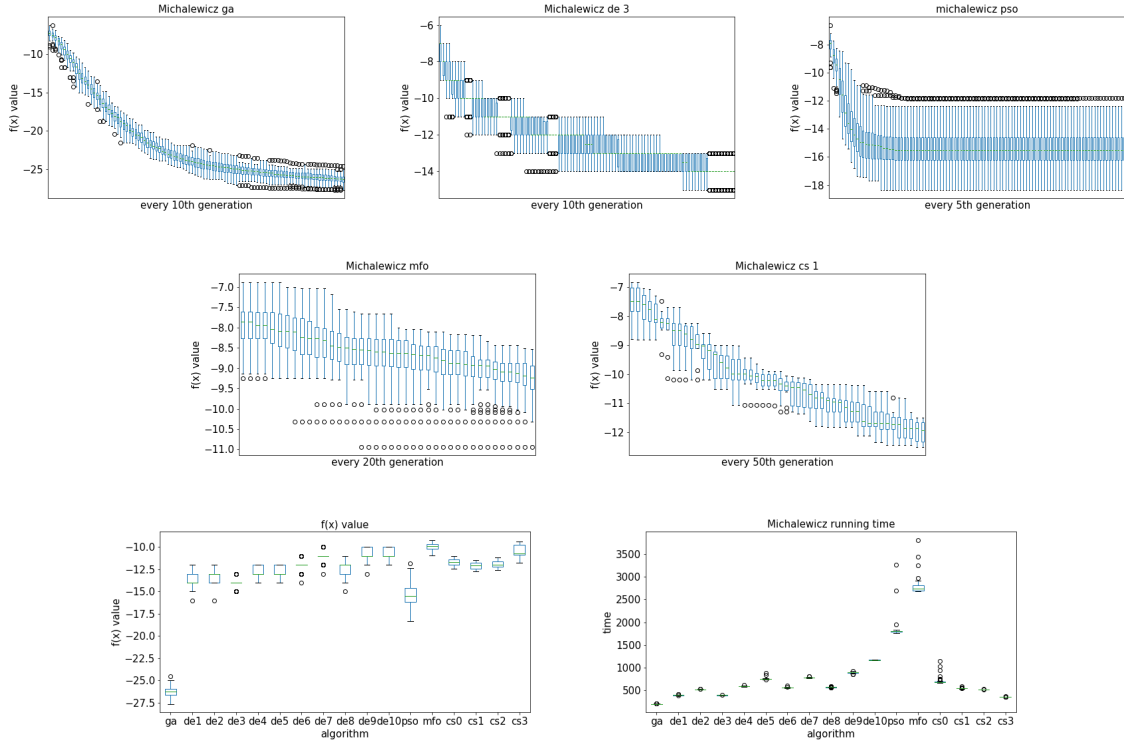 Michalewicz ga
f(x) value
−10
−15
−20
−25
every 10th generation
Michalewicz de 3
f(x) value
−6
−8
−10
−12
−14
every 10th generation
michalewicz pso
f(x) value
−6
−8
−10
−12
−14
−16
−18
every 5th generation
Michalewicz mfo
f(x) value
−7.0
−7.5
−8.0
−8.5
−9.0
−9.5
−10.0
−10.5
−11.0
every 20th generation
Michalewicz cs 1
f(x) value
−7
−8
−9
−10
−11
−12
every 50th generation
f(x) value
f(x) value
−10.0
−12.5
−15.0
−17.5
−20.0
−22.5
−25.0
−27.5
ga de1 de2 de3 de4 de5 de6 de7 de8 de9 de10 pso mfo cs0 cs1 cs2 cs3
algorithm
Michalewicz running time
time
3500
3000
2500
2000
1500
1000
500
ga de1 de2 de3 de4 de5 de6 de7 de8 de9 de10 pso mfo cs0 cs1 cs2 cs3
algorithm